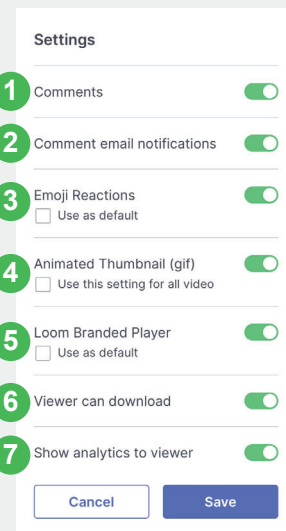 Settings
1 Comments
2 Comment email notifications
3 Emoji Reactions
Use as default
4 Animated Thumbnail (gif)
Use this setting for all video
5 Loom Branded Player
Use as default
6 Viewer can download
7 Show analytics to viewer
Cancel Save